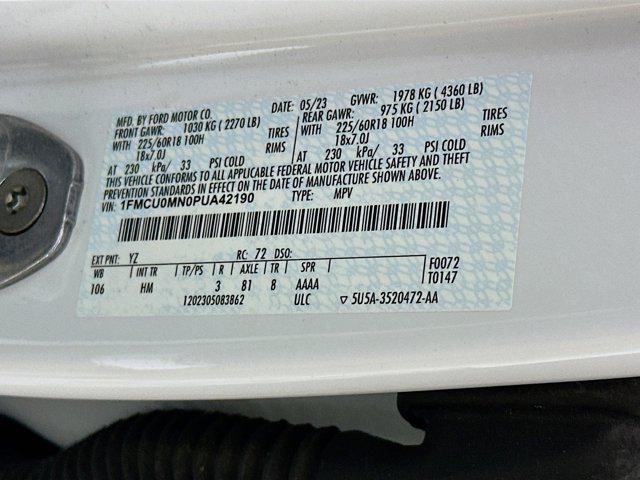 MFD. BY FORD MOTOR CO. DATE: 05/23 GVWR: 1978 KG ( 4360 LB)
FRONT GAWR: 1030 KG ( 2270 LB) REAR GAWR: 975 KG ( 2150 LB)
WITH 225/60R18 100H TIRES WITH 225/60R18 100H TIRES
18x7.0J RIMS 18x7.0J RIMS
AT 230 kPa/ 33 PSI COLD AT 230 kPa/ 33 PSI COLD
THIS VEHICLE CONFORMS TO ALL APPLICABLE FEDERAL MOTOR VEHICLE SAFETY AND THEFT
PREVENTION STANDARDS IN EFFECT ON THE DATE OF MANUFACTURE SHOWN ABOVE.
VIN: 1FMCU0MN0PUA42190 TYPE: MPV
EXT PNT: YZ RC: 72 DSO: F0072
WB INT TR TP/PS R AXLE TR SPR T0147
106 HM 3 81 8 AAAA
1202305083862 ULC ▽ 5U5A-3520472-AA